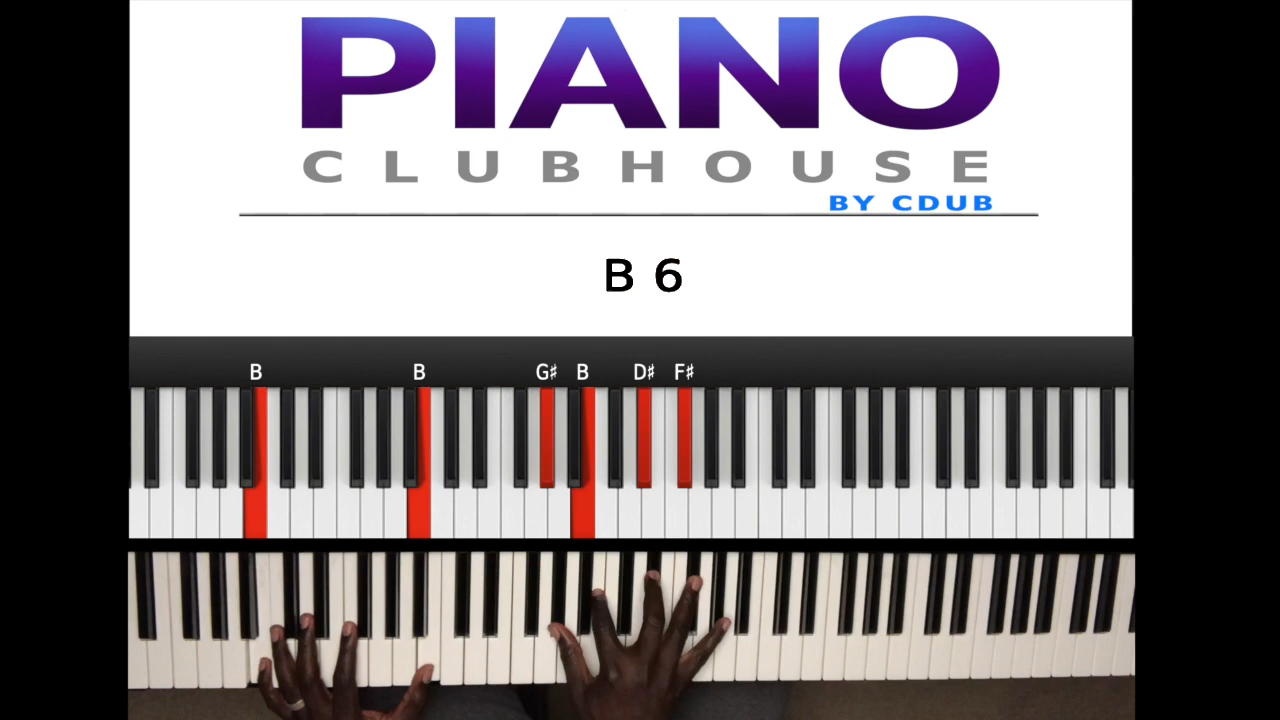 PIANO
CLUBHOUSE
BY CDUB
B 6
B B G♯ B D♯ F♯